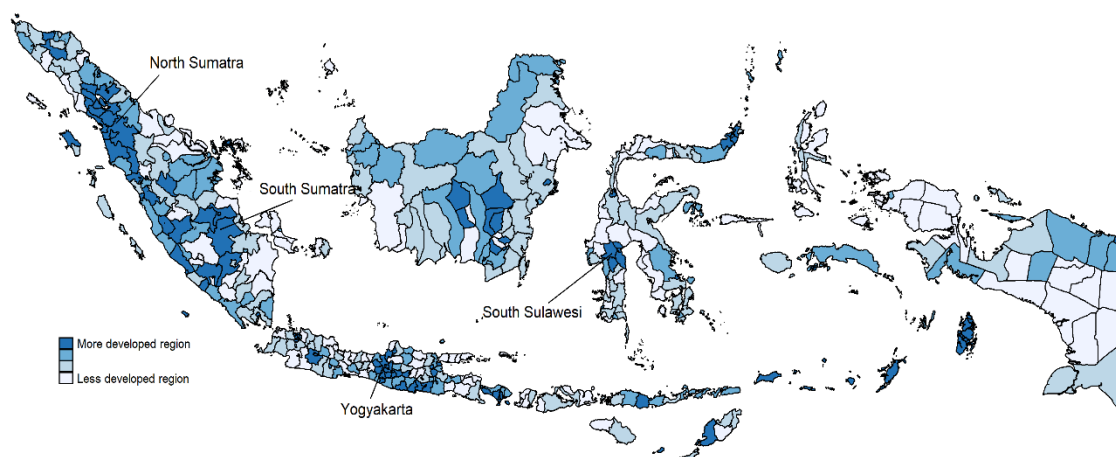 North Sumatra
South Sumatra
South Sulawesi
More developed region
Less developed region
Yogyakarta